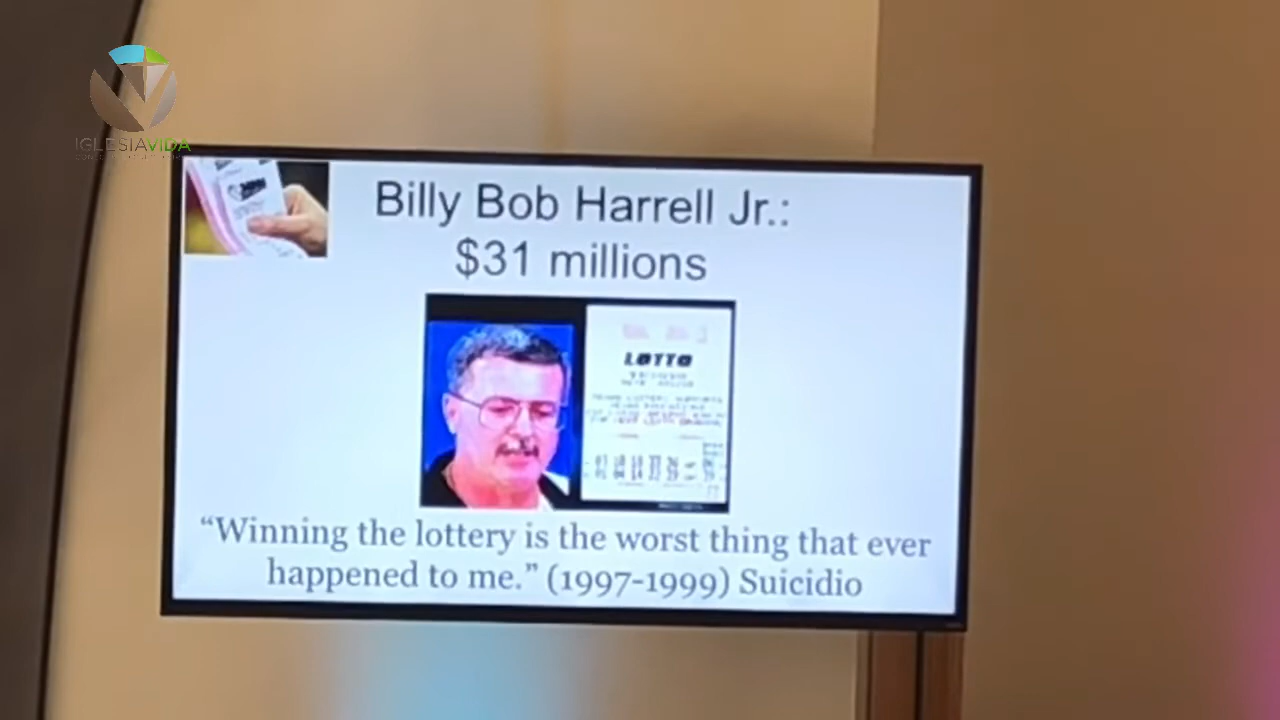 IGLESIAVIDA
Billy Bob Harrell Jr.:
$31 millions
LOTTO
“Winning the lottery is the worst thing that ever
happened to me.” (1997-1999) Suicidio